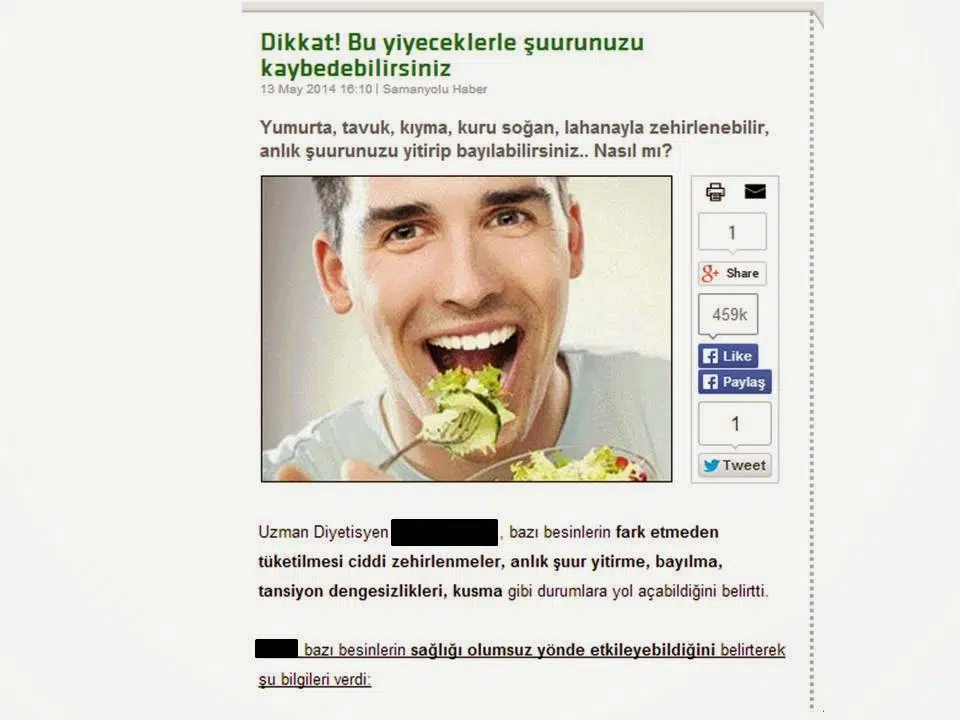 Dikkat! Bu yiyeceklerle şuurunuzu
kaybedebilirsiniz
13 May 2014 16:10 | Samanyolu Haber
Yumurta, tavuk, kıyma, kuru soğan, lahanayla zehirlenebilir,
anlık şuurunuzu yitirip bayılabilirsiniz.. Nasıl mı?
1
g+ Share
459k
f Like
f Paylaş
1
Tweet
Uzman Diyetisyen , bazı besinlerin fark etmeden
tüketilmesi ciddi zehirlenmeler, anlık şuur yitirme, bayılma,
tansiyon dengesizlikleri, kusma gibi durumlara yol açabildiğini belirtti.
bazı besinlerin sağlığı olumsuz yönde etkileyebildiğini belirterek
şu bilgileri verdi: